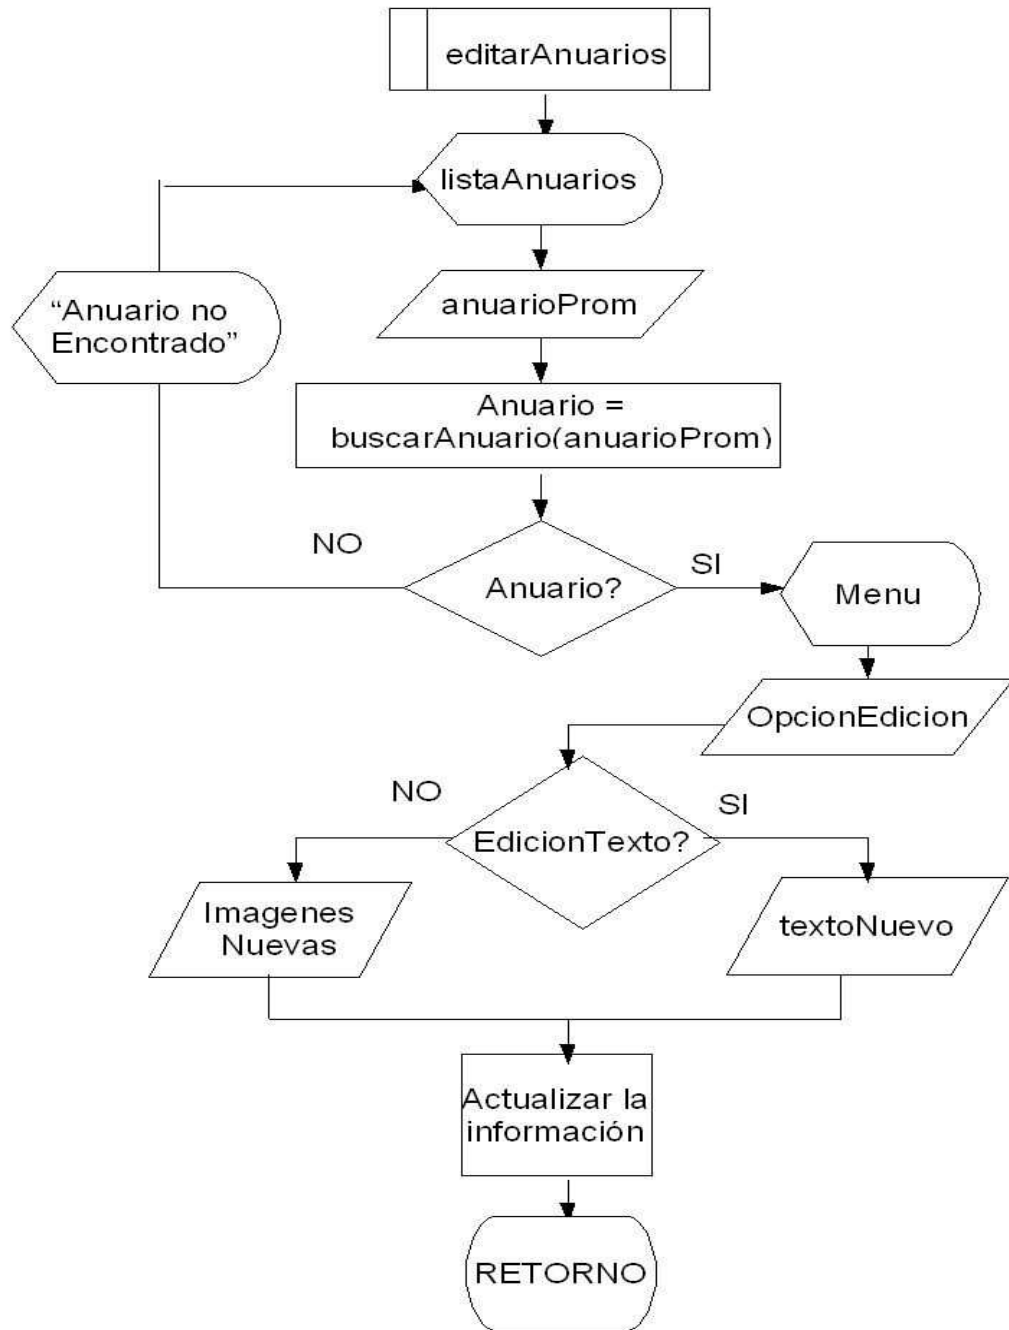 editarAnuarios
listaAnuarios
“Anuario no
Encontrado”
anuarioProm
Anuario =
buscarAnuario(anuarioProm)
NO
Anuario?
SI
Menu
OpcionEdicion
NO
EdicionTexto?
SI
Imagenes
Nuevas
textoNuevo
Actualizar la
información
RETORNO